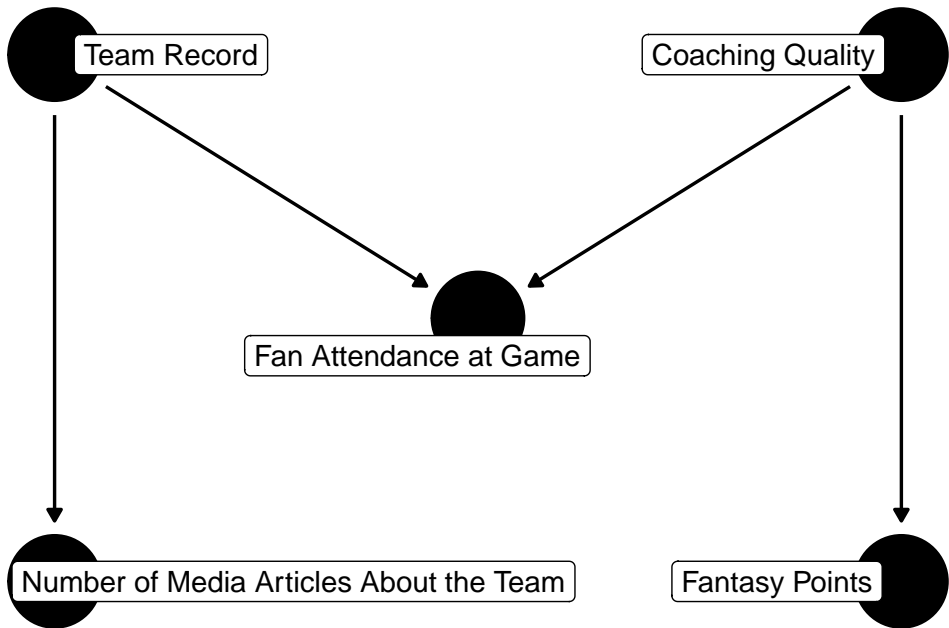 Team Record
Coaching Quality
Fan Attendance at Game
Number of Media Articles About the Team
Fantasy Points